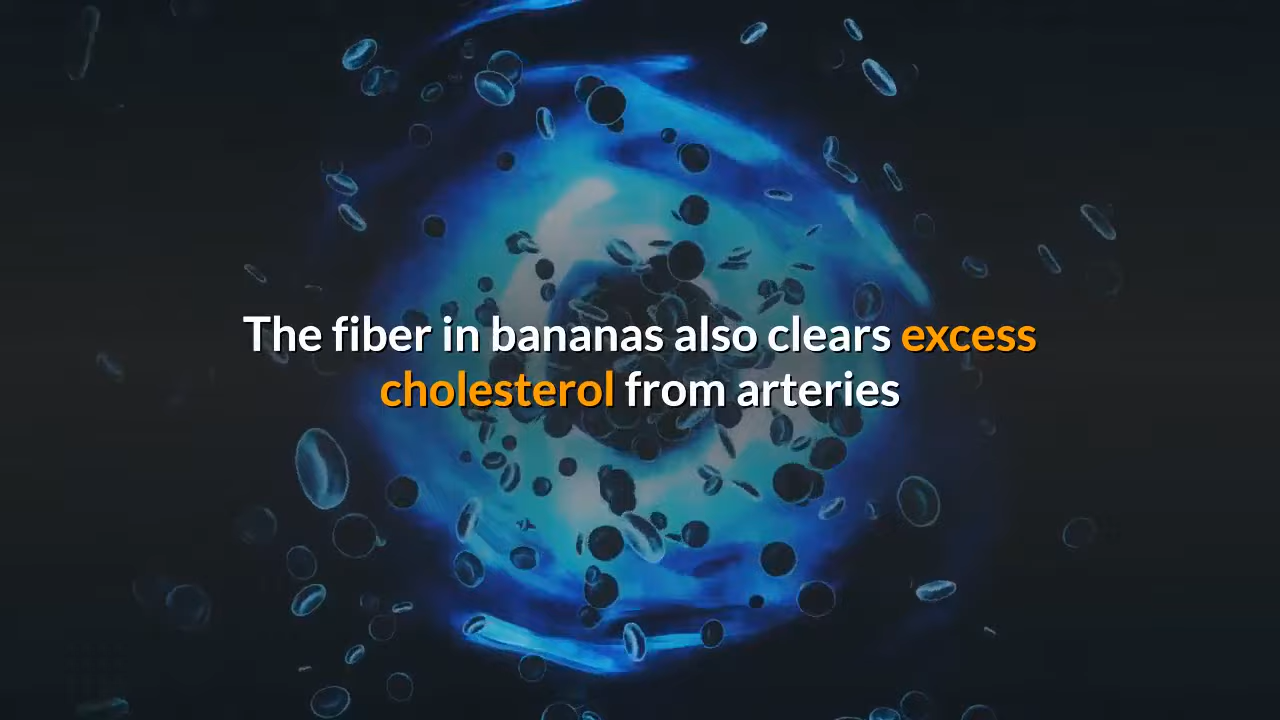 The fiber in bananas also clears excess
cholesterol from arteries